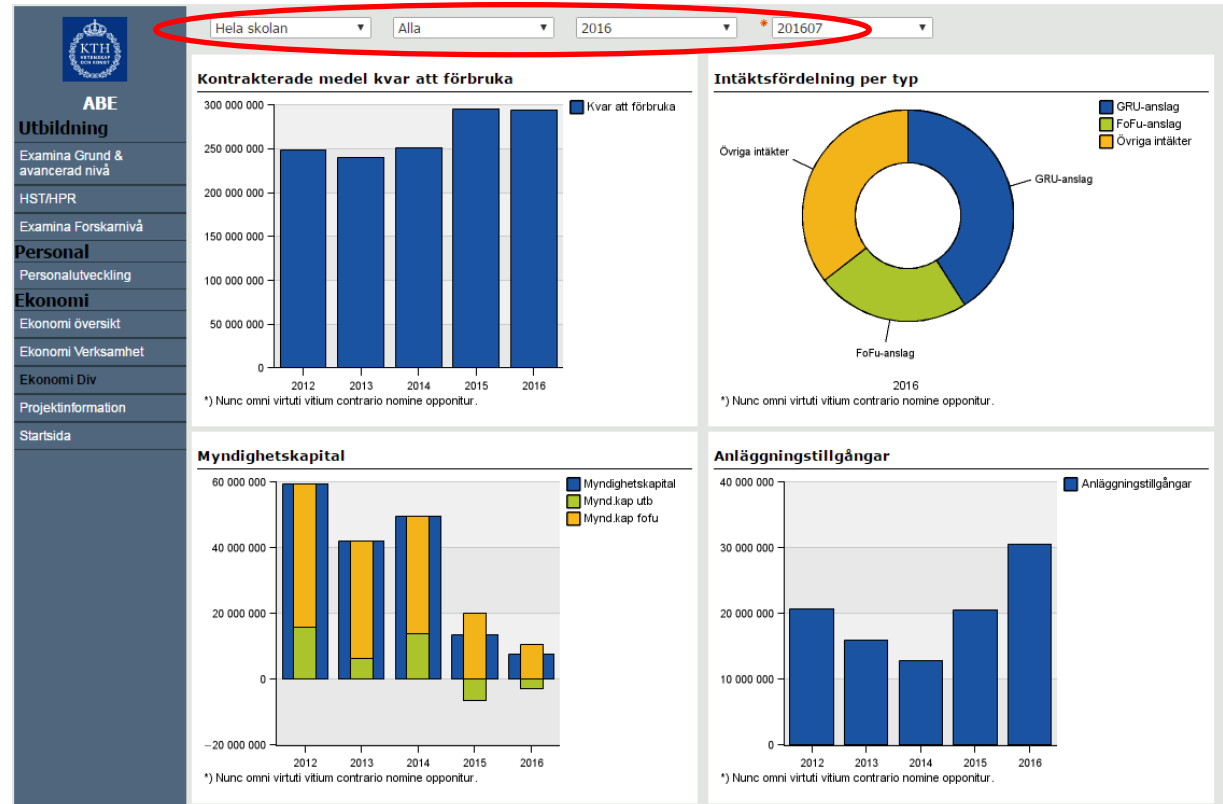 Hela skolan
Alla
2016
* 201607
KTH
VETENSKAP
OCH KONST
ABE
Utbildning
Examina Grund &
avancerad nivå
HST/HPR
Examina Forskarnivå
Personal
Personalutveckling
Ekonomi
Ekonomi översikt
Ekonomi Verksamhet
Ekonomi Div
Projektinformation
Startsida
Kontrakterade medel kvar att förbruka
300 000 000
250 000 000
200 000 000
150 000 000
100 000 000
50 000 000
0
2012 2013 2014 2015 2016
Kvar att förbruka
*) Nunc omni virtuti vitium contrario nomine opponitur.
Intäktsfördelning per typ
GRU-anslag
FoFu-anslag
Övriga intäkter
Övriga intäkter
GRU-anslag
FoFu-anslag
2016
*) Nunc omni virtuti vitium contrario nomine opponitur.
Myndighetskapital
60 000 000
40 000 000
20 000 000
0
−20 000 000
2012 2013 2014 2015 2016
Myndighetskapital
Mynd.kap utb
Mynd.kap fofu
*) Nunc omni virtuti vitium contrario nomine opponitur.
Anläggningstillgångar
40 000 000
30 000 000
20 000 000
10 000 000
0
2012 2013 2014 2015 2016
Anläggningstillgångar
*) Nunc omni virtuti vitium contrario nomine opponitur.